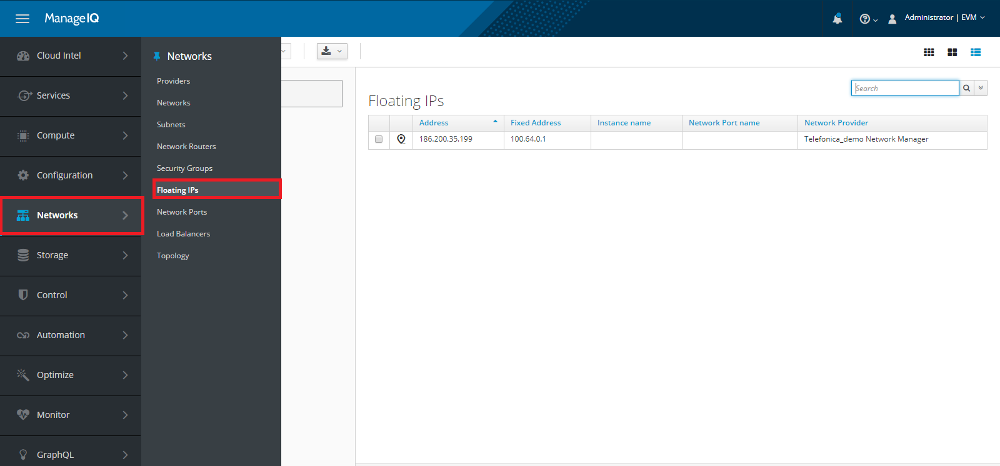 ManageIQ
Administrator | EVM
Cloud Intel
Services
Compute
Configuration
Networks
Storage
Control
Automation
Optimize
Monitor
GraphQL
Networks
Providers
Networks
Subnets
Network Routers
Security Groups
Floating IPs
Network Ports
Load Balancers
Topology
Search
Floating IPs
Address Fixed Address Instance name Network Port name Network Provider
186.200.35.199 100.64.0.1 Telefonica_demo Network Manager